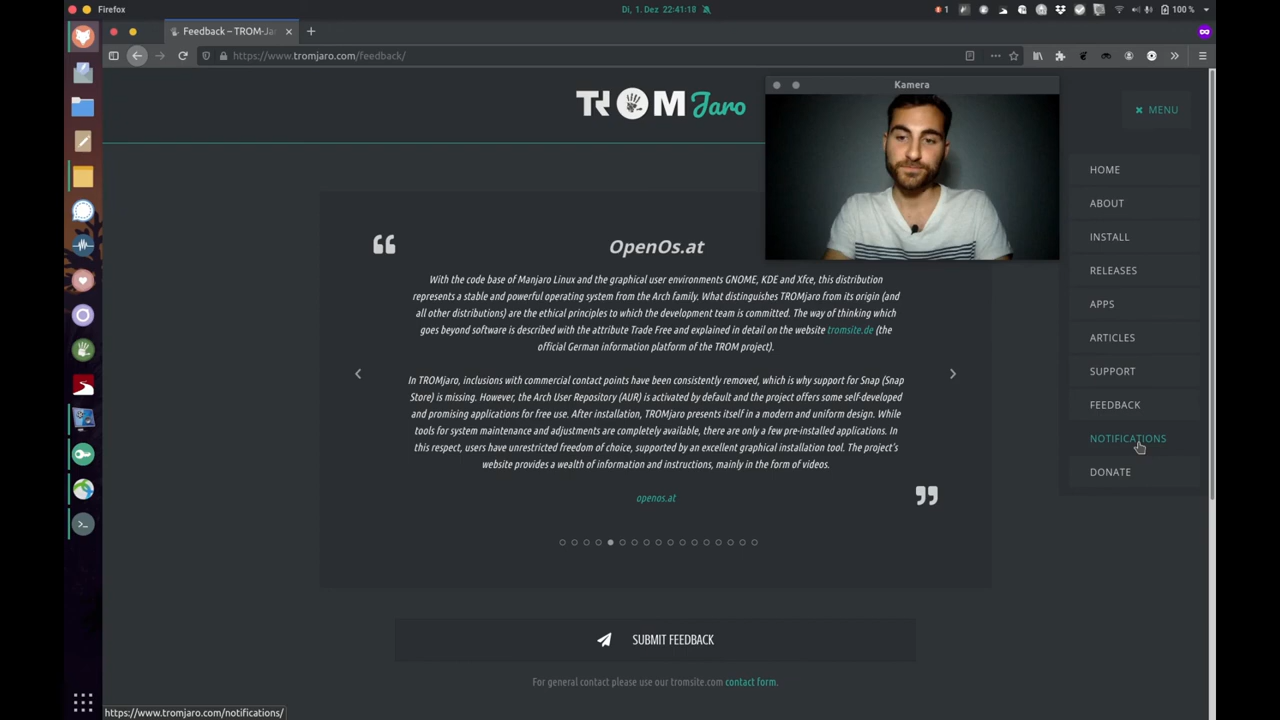 Firefox
Di, 1. Dez 22:41:18
1
100 %
Feedback – TROM-Ja
https://www.tromjaro.com/feedback/
Kamera
TROM Jaro
MENU
HOME
ABOUT
INSTALL
RELEASES
APPS
ARTICLES
SUPPORT
FEEDBACK
NOTIFICATIONS
DONATE
OpenOs.at
With the code base of Manjaro Linux and the graphical user environments GNOME, KDE and Xfce, this distribution
represents a stable and powerful operating system from the Arch family. What distinguishes TROMjaro from its origin (and
all other distributions) are the ethical principles to which the development team is committed. The way of thinking which
goes beyond software is described with the attribute Trade Free and explained in detail on the website tromsite.de (the
official German information platform of the TROM project).
In TROMjaro, inclusions with commercial contact points have been consistently removed, which is why support for Snap (Snap
Store) is missing. However, the Arch User Repository (AUR) is activated by default and the project offers some self-developed
and promising applications for free use. After installation, TROMjaro presents itself in a modern and uniform design. While
tools for system maintenance and adjustments are completely available, there are only a few pre-installed applications. In
this respect, users have unrestricted freedom of choice, supported by an excellent graphical installation tool. The project's
website provides a wealth of information and instructions, mainly in the form of videos.
openos.at
SUBMIT FEEDBACK
For general contact please use our tromsite.com contact form.
https://www.tromjaro.com/notifications/